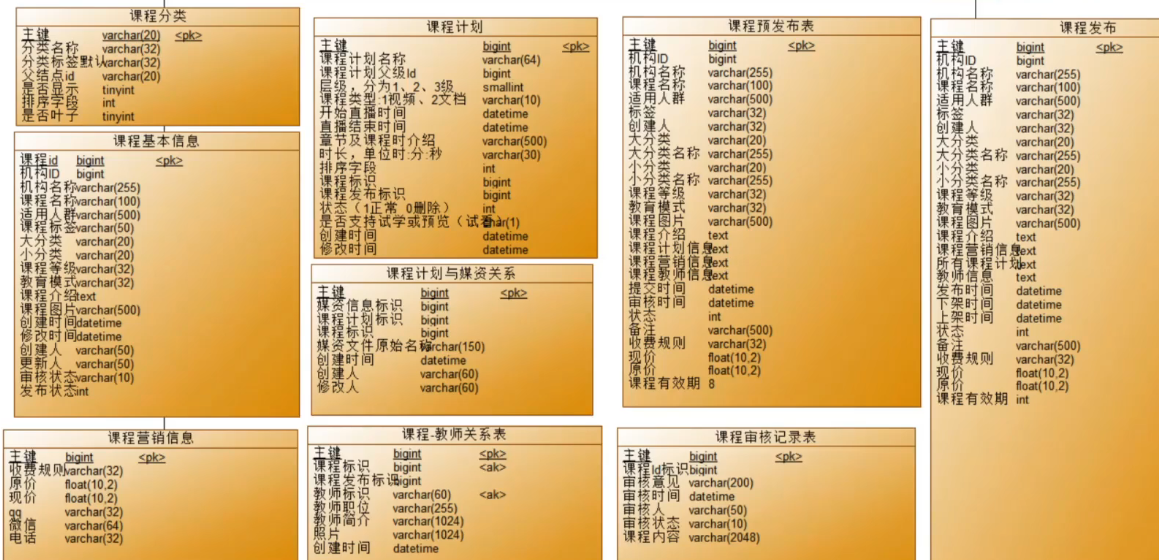 课程分类
主键 varchar(20) <pk>
分类名称 varchar(32)
分类标签默认 varchar(32)
父结点id varchar(20)
是否显示 tinyint
排序字段 int
是否叶子 tinyint
课程基本信息
课程id bigint <pk>
机构ID bigint
机构名称 varchar(255)
课程名称 varchar(100)
适用人群 varchar(500)
课程标签 varchar(50)
大分类 varchar(20)
小分类 varchar(20)
课程等级 varchar(32)
教育模式 varchar(32)
课程介绍 text
课程图片 varchar(500)
创建时间 datetime
修改时间 datetime
创建人 varchar(50)
更新人 varchar(50)
审核状态 varchar(10)
发布状态 int
课程营销信息
主键 bigint <pk>
收费规则 varchar(32)
原价 float(10,2)
现价 float(10,2)
qq varchar(32)
微信 varchar(64)
电话 varchar(32)
课程计划
主键 bigint <pk>
课程计划名称 varchar(64)
课程计划父级Id bigint
层级，分为1、2、3级 smallint
课程类型:1视频、2文档 varchar(10)
开始直播时间 datetime
直播结束时间 datetime
章节及课程时介绍 varchar(500)
时长，单位时:分:秒 varchar(30)
排序字段 int
课程标识 bigint
课程发布标识 bigint
状态（1正常 0删除） int
是否支持试学或预览（试看） char(1)
创建时间 datetime
修改时间 datetime
课程计划与媒资关系
主键 bigint <pk>
媒资信息标识 bigint
课程计划标识 bigint
课程标识 bigint
媒资文件原始名称 varchar(150)
创建时间 datetime
创建人 varchar(60)
修改人 varchar(60)
课程-教师关系表
主键 bigint <pk>
课程标识 bigint <ak>
课程发布标识 bigint
教师标识 varchar(60) <ak>
教师职位 varchar(255)
教师简介 varchar(1024)
照片 varchar(1024)
创建时间 datetime
课程预发布表
主键 bigint <pk>
机构ID bigint
机构名称 varchar(255)
课程名称 varchar(100)
适用人群 varchar(500)
标签 varchar(32)
创建人 varchar(32)
大分类 varchar(20)
大分类名称 varchar(255)
小分类 varchar(20)
小分类名称 varchar(255)
课程等级 varchar(32)
教育模式 varchar(32)
课程图片 varchar(500)
课程介绍 text
课程计划信息 text
课程营销信息 text
课程教师信息 text
提交时间 datetime
审核时间 datetime
状态 int
备注 varchar(500)
收费规则 varchar(32)
现价 float(10,2)
原价 float(10,2)
课程有效期 8
课程审核记录表
主键 bigint <pk>
课程Id标识 bigint
审核意见 varchar(200)
审核时间 datetime
审核人 varchar(50)
审核状态 varchar(10)
课程内容 varchar(2048)
课程发布
主键 bigint <pk>
机构ID bigint
机构名称 varchar(255)
课程名称 varchar(100)
适用人群 varchar(500)
标签 varchar(32)
创建人 varchar(32)
大分类 varchar(20)
大分类名称 varchar(255)
小分类 varchar(20)
小分类名称 varchar(255)
课程等级 varchar(32)
教育模式 varchar(32)
课程图片 varchar(500)
课程介绍 text
课程营销信息 text
所有课程计划 text
教师信息 text
发布时间 datetime
下架时间 datetime
上架时间 datetime
状态 int
备注 varchar(500)
收费规则 varchar(32)
现价 float(10,2)
原价 float(10,2)
课程有效期 int